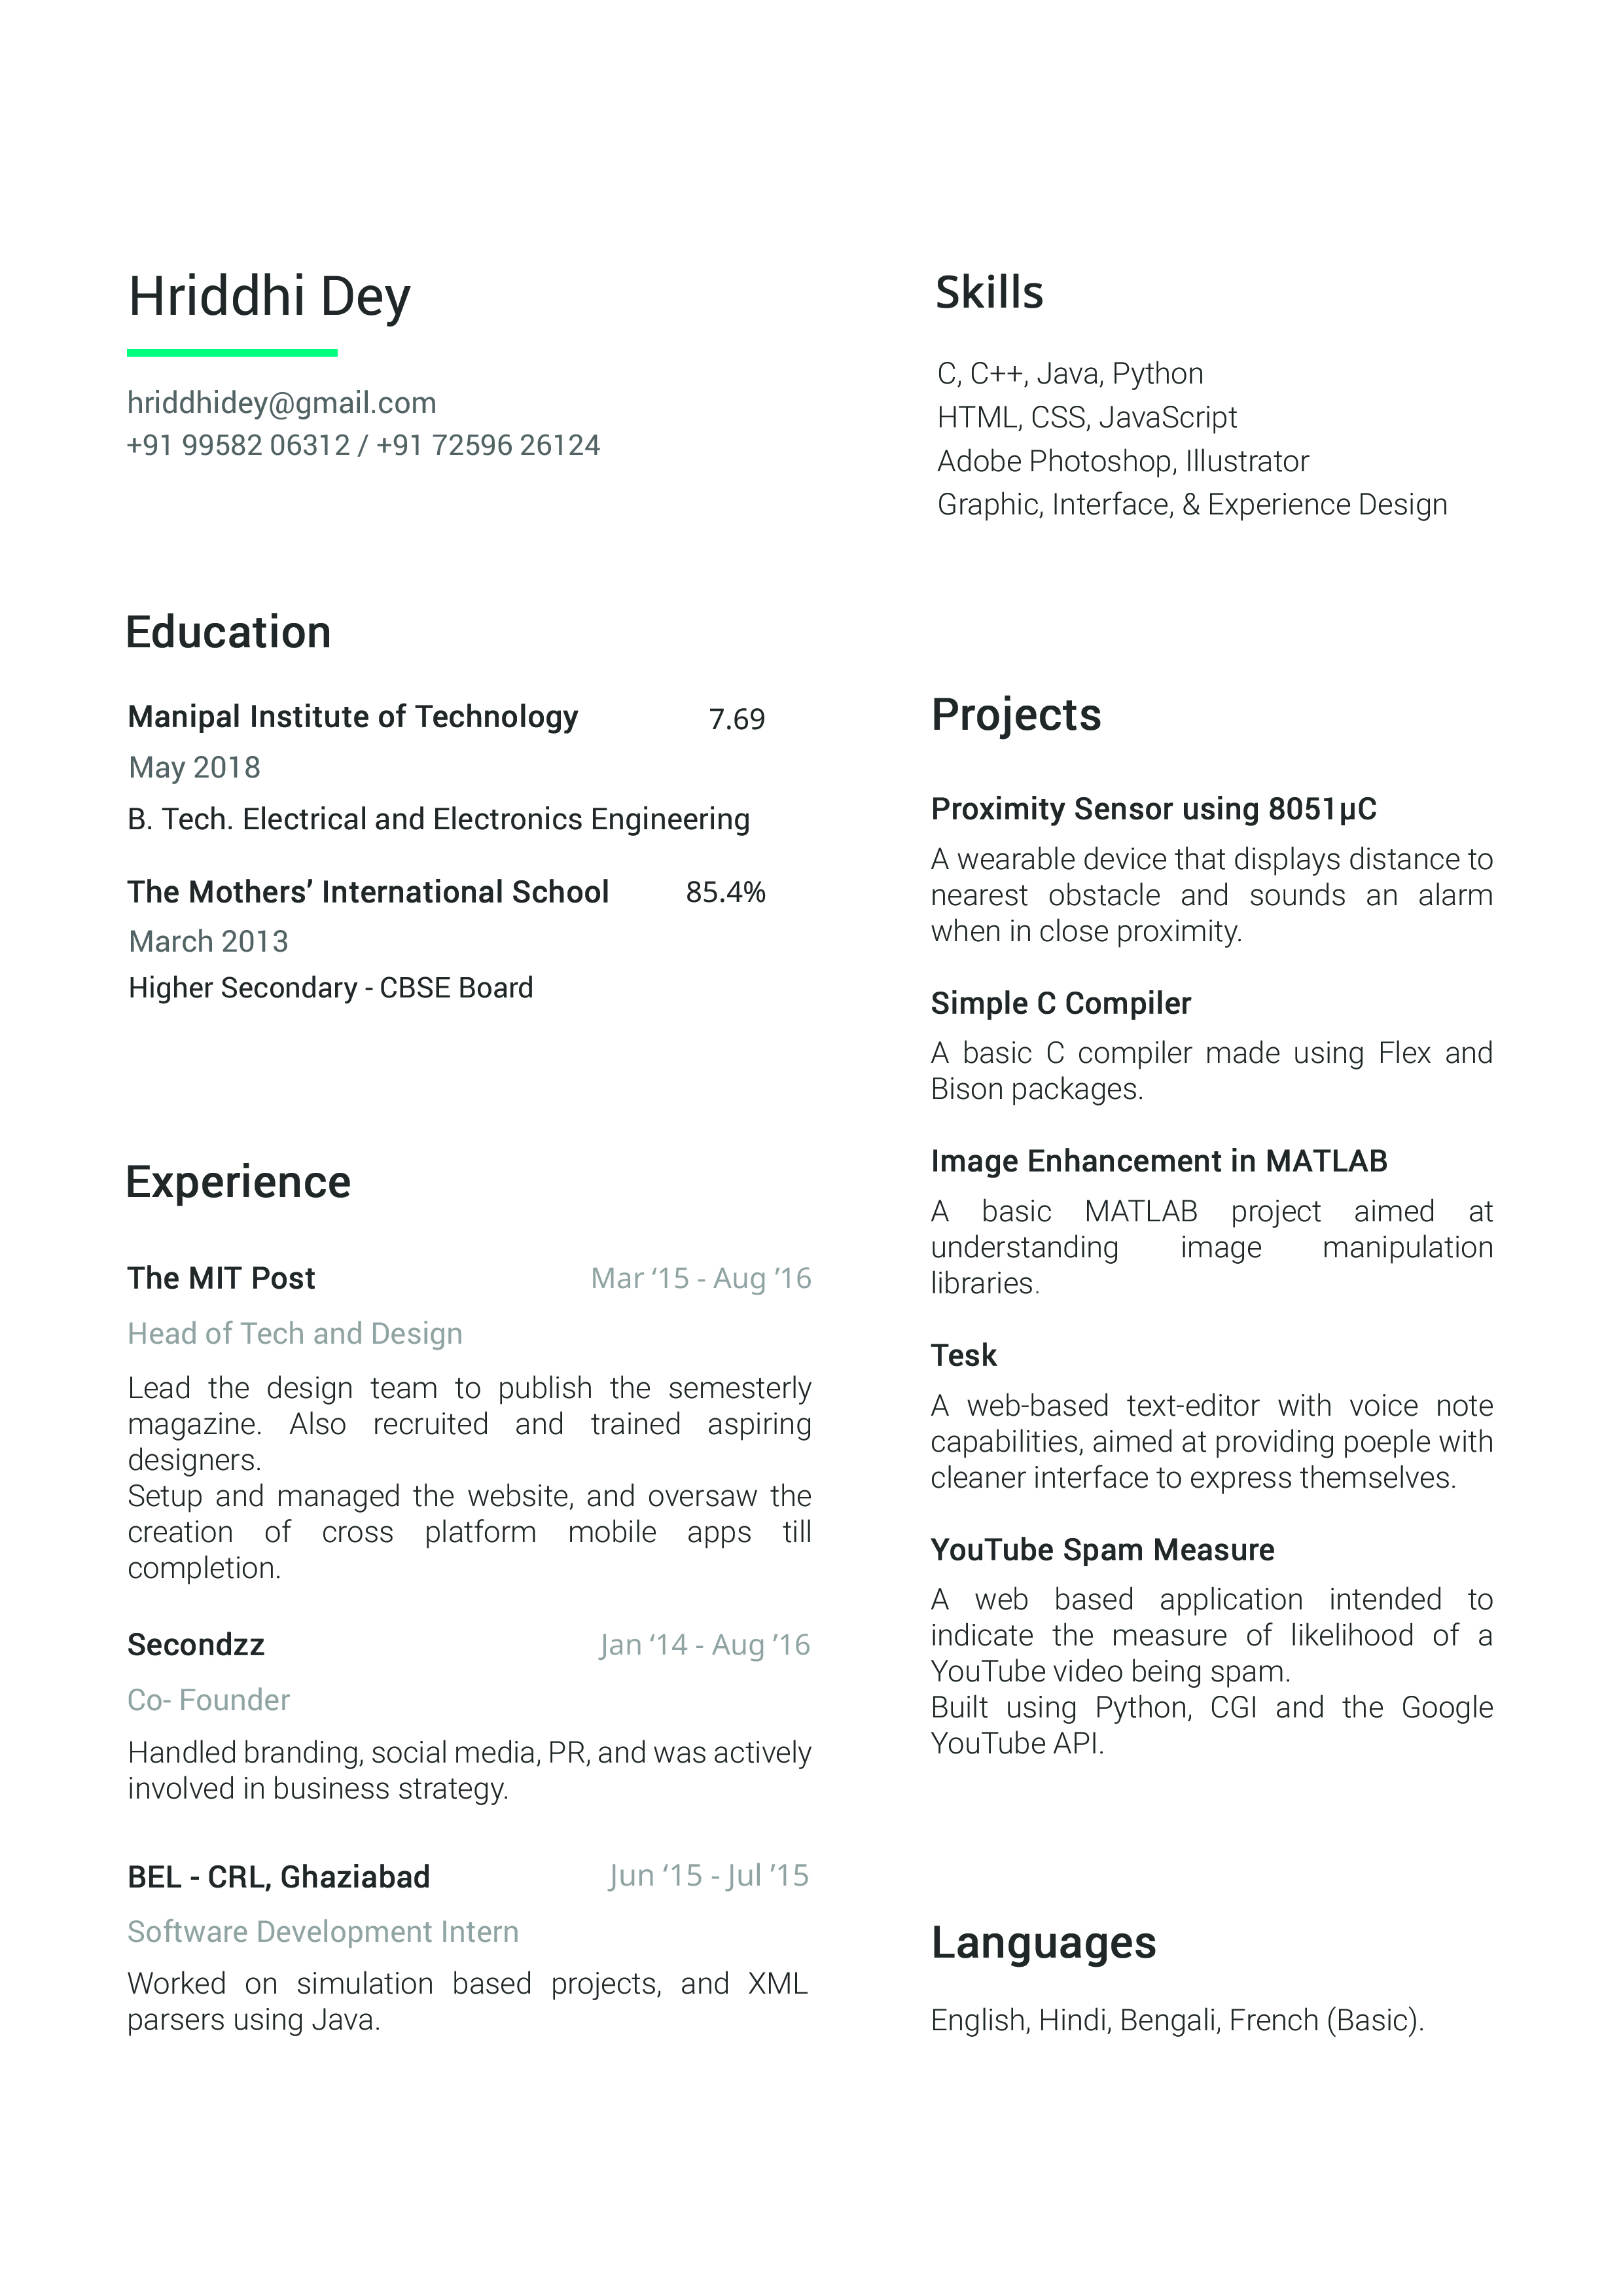 Hriddhi Dey
hriddhidey@gmail.com
+91 99582 06312 / +91 72596 26124
Education
Manipal Institute of Technology 7.69
May 2018
B. Tech. Electrical and Electronics Engineering
The Mothers’ International School 85.4%
March 2013
Higher Secondary - CBSE Board
Experience
The MIT Post Mar ‘15 - Aug ’16
Head of Tech and Design
Lead the design team to publish the semesterly
magazine. Also recruited and trained aspiring
designers.
Setup and managed the website, and oversaw the
creation of cross platform mobile apps till
completion.
Secondzz Jan ‘14 - Aug ’16
Co- Founder
Handled branding, social media, PR, and was actively
involved in business strategy.
BEL - CRL, Ghaziabad Jun ‘15 - Jul ’15
Software Development Intern
Worked on simulation based projects, and XML
parsers using Java.
Skills
C, C++, Java, Python
HTML, CSS, JavaScript
Adobe Photoshop, Illustrator
Graphic, Interface, & Experience Design
Projects
Proximity Sensor using 8051µC
A wearable device that displays distance to
nearest obstacle and sounds an alarm
when in close proximity.
Simple C Compiler
A basic C compiler made using Flex and
Bison packages.
Image Enhancement in MATLAB
A basic MATLAB project aimed at
understanding image manipulation
libraries.
Tesk
A web-based text-editor with voice note
capabilities, aimed at providing poeple with
cleaner interface to express themselves.
YouTube Spam Measure
A web based application intended to
indicate the measure of likelihood of a
YouTube video being spam.
Built using Python, CGI and the Google
YouTube API.
Languages
English, Hindi, Bengali, French (Basic).